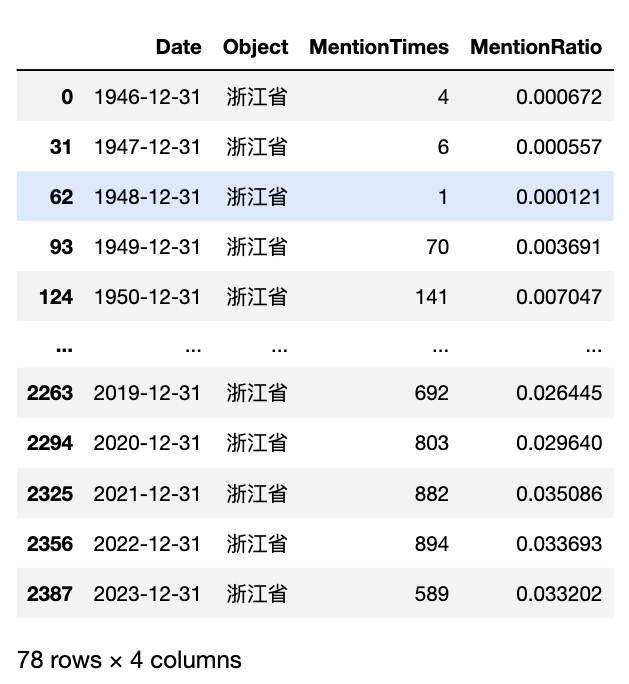 Date Object MentionTimes MentionRatio
0 1946-12-31 浙江省 4 0.000672
31 1947-12-31 浙江省 6 0.000557
62 1948-12-31 浙江省 1 0.000121
93 1949-12-31 浙江省 70 0.003691
124 1950-12-31 浙江省 141 0.007047
... ... ... ... ...
2263 2019-12-31 浙江省 692 0.026445
2294 2020-12-31 浙江省 803 0.029640
2325 2021-12-31 浙江省 882 0.035086
2356 2022-12-31 浙江省 894 0.033693
2387 2023-12-31 浙江省 589 0.033202
78 rows × 4 columns